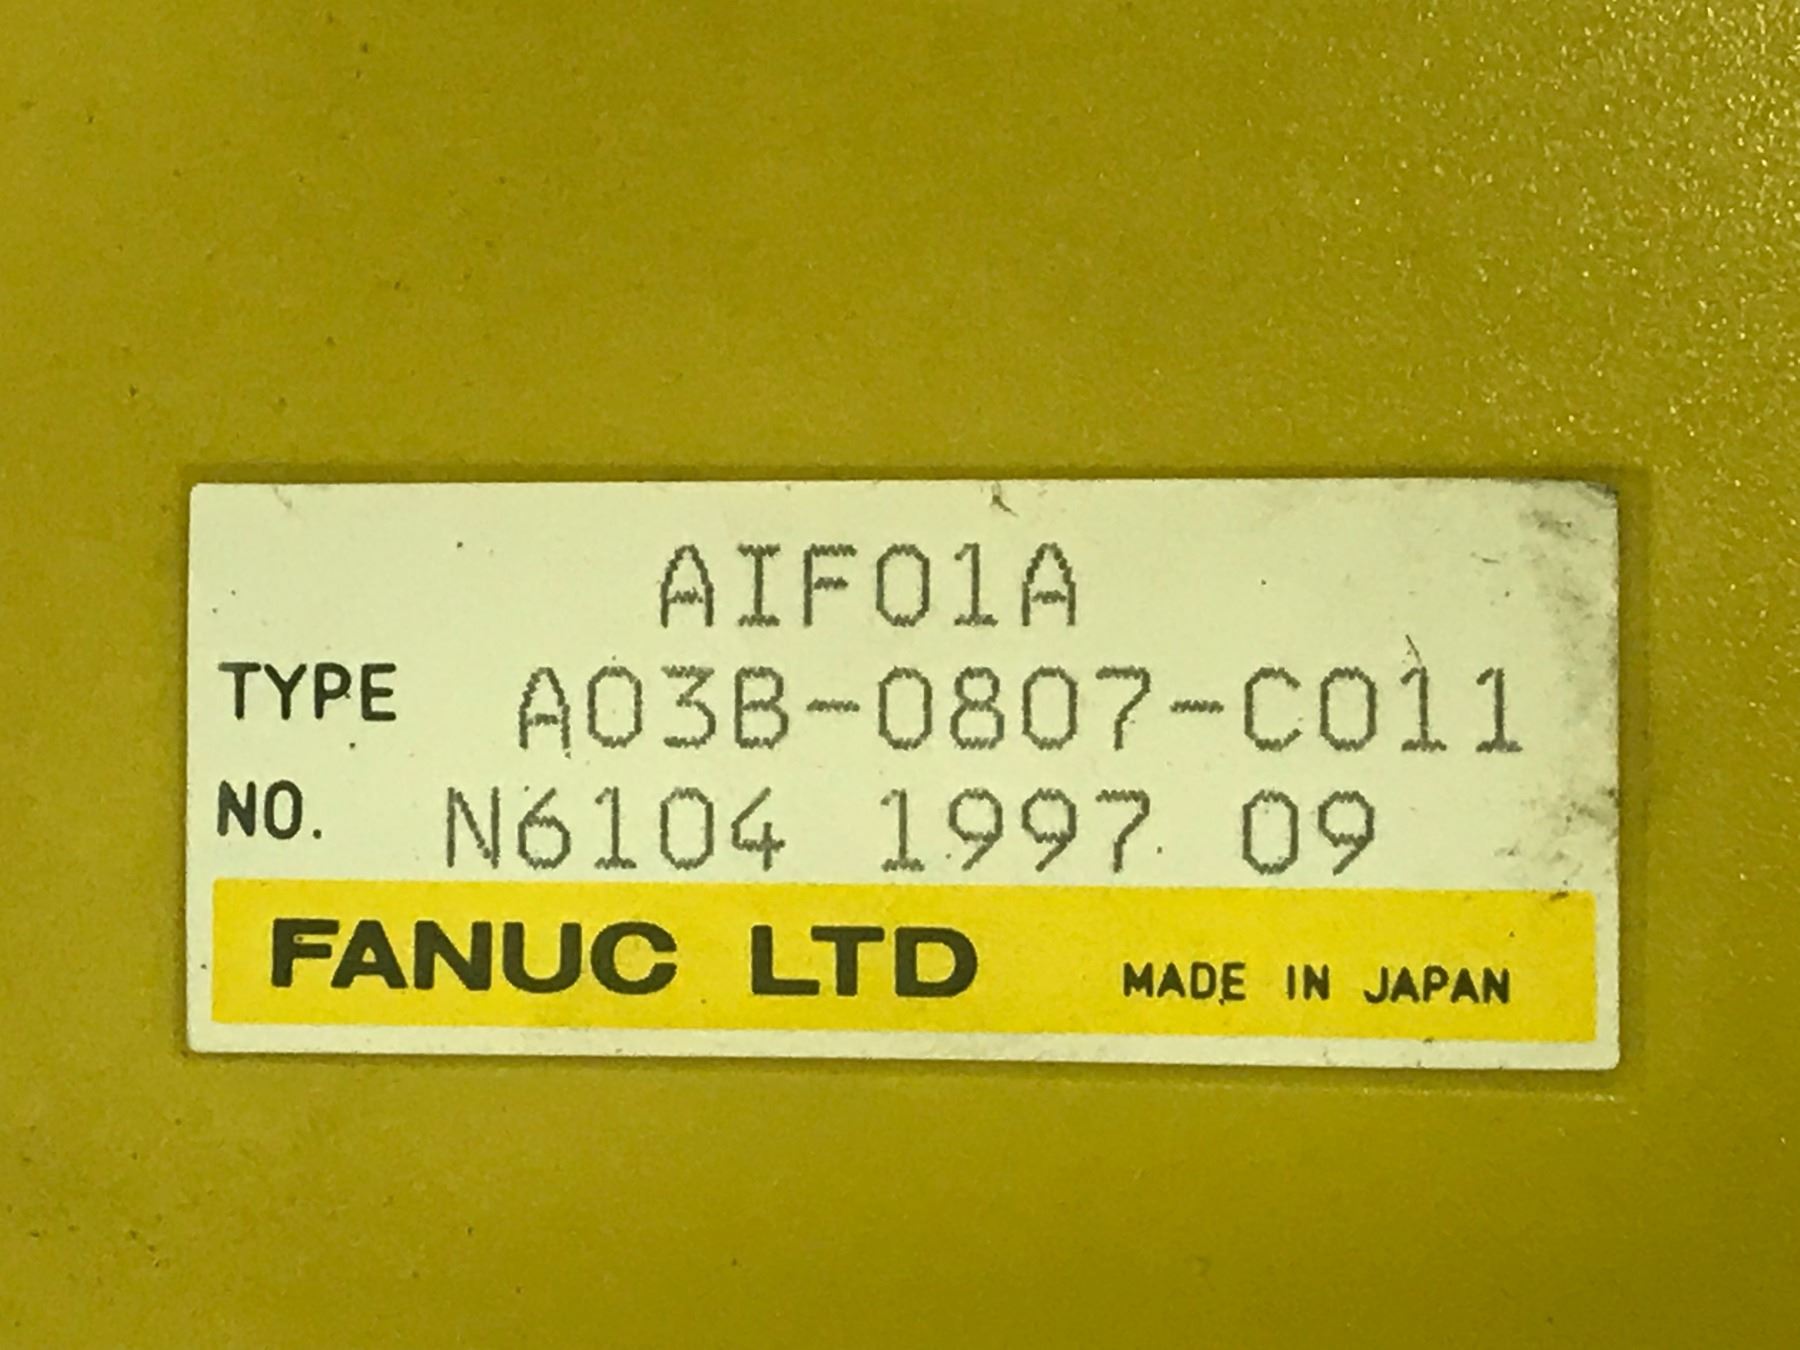 AIF01A
TYPE A03B-0807-C011
NO. N6104 1997 09
FANUC LTD MADE IN JAPAN